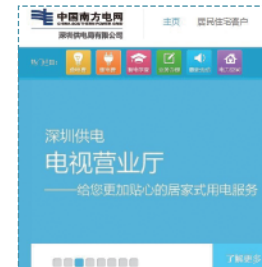 中国南方电网
主页 居民住宅客户
深圳供电局有限公司
深圳供电
电视营业厅
——给您更加贴心的居家式用电服务
了解更多